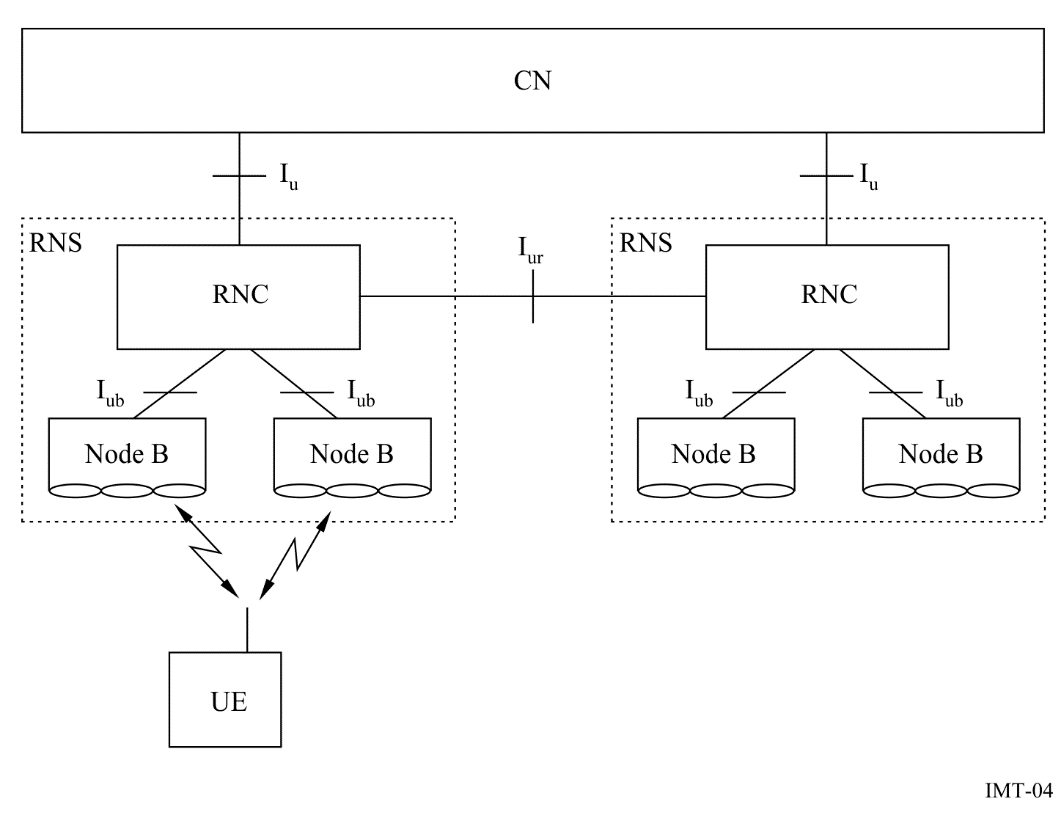 CN
Iu
Iu
RNS
RNS
Iur
RNC
RNC
Iub
Iub
Iub
Iub
Node B
Node B
Node B
Node B
UE
IMT-04